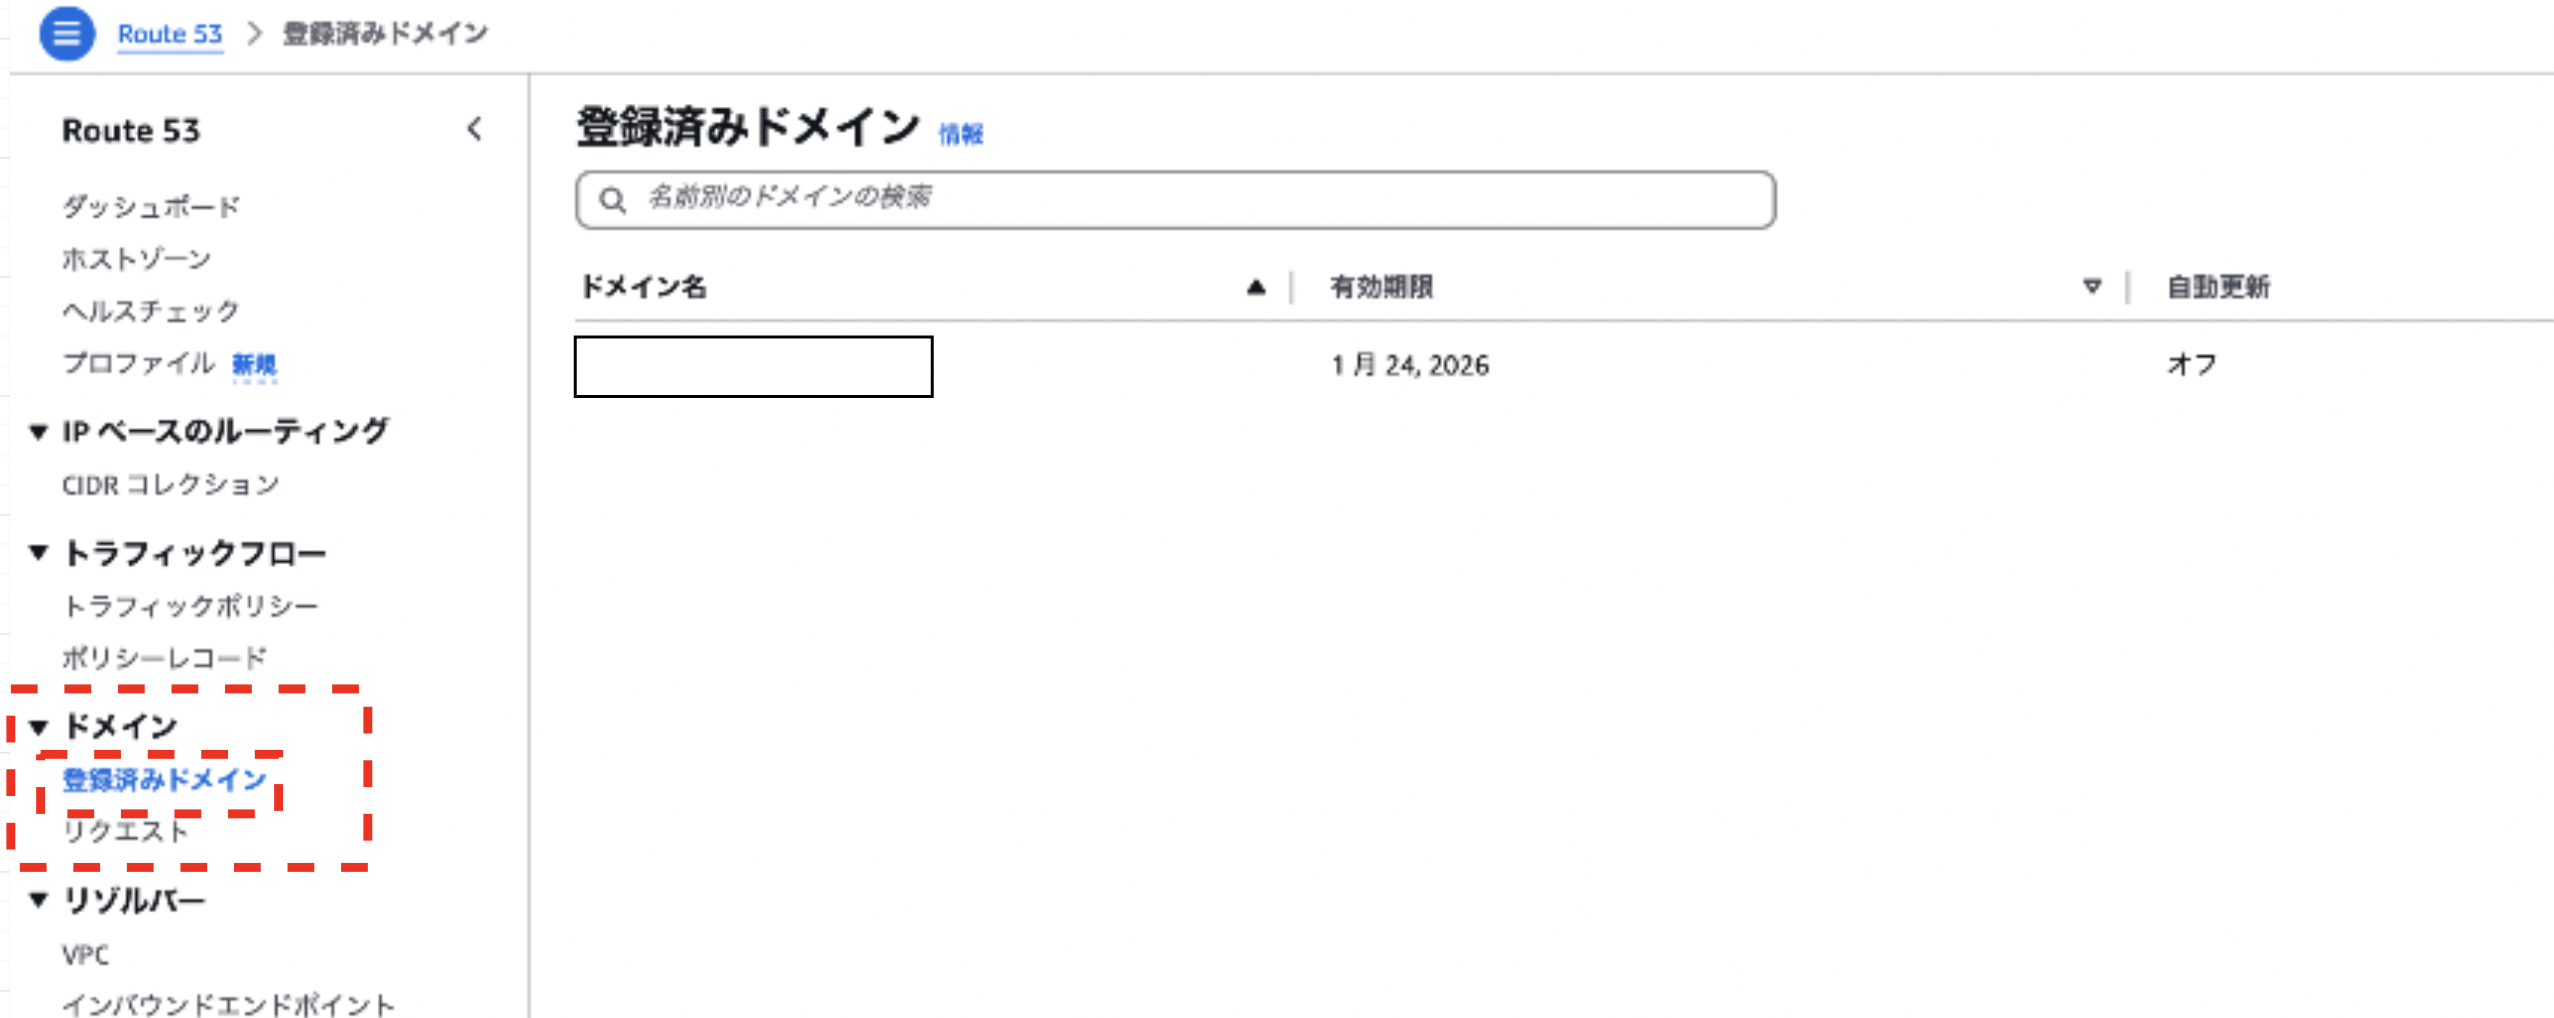 Route 53 > 登録済みドメイン
Route 53
ダッシュボード
ホストゾーン
ヘルスチェック
プロファイル 新規
IP ベースのルーティング
CIDR コレクション
トラフィックフロー
トラフィックポリシー
ポリシーレコード
ドメイン
登録済みドメイン
リクエスト
リゾルバー
VPC
インバウンドエンドポイント
登録済みドメイン 情報
名前別のドメインの検索
ドメイン名 有効期限 自動更新
1 月 24, 2026 オフ